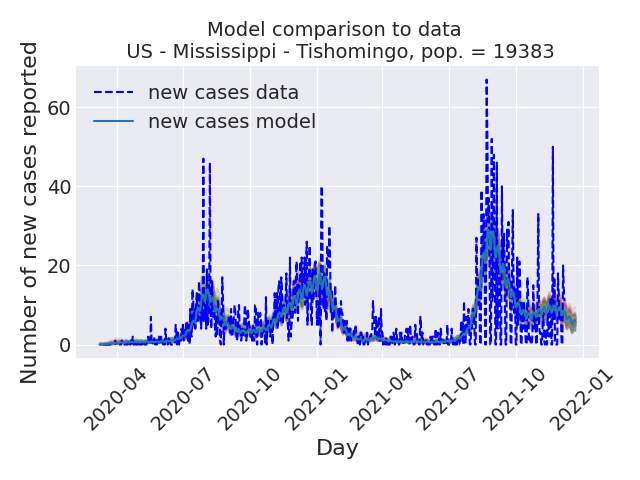 Model comparison to data
US - Mississippi - Tishomingo, pop. = 19383
Number of new cases reported
new cases data
new cases model
60
40
20
0
2020-04
2020-07
2020-10
2021-01
2021-04
2021-07
2021-10
2022-01
Day